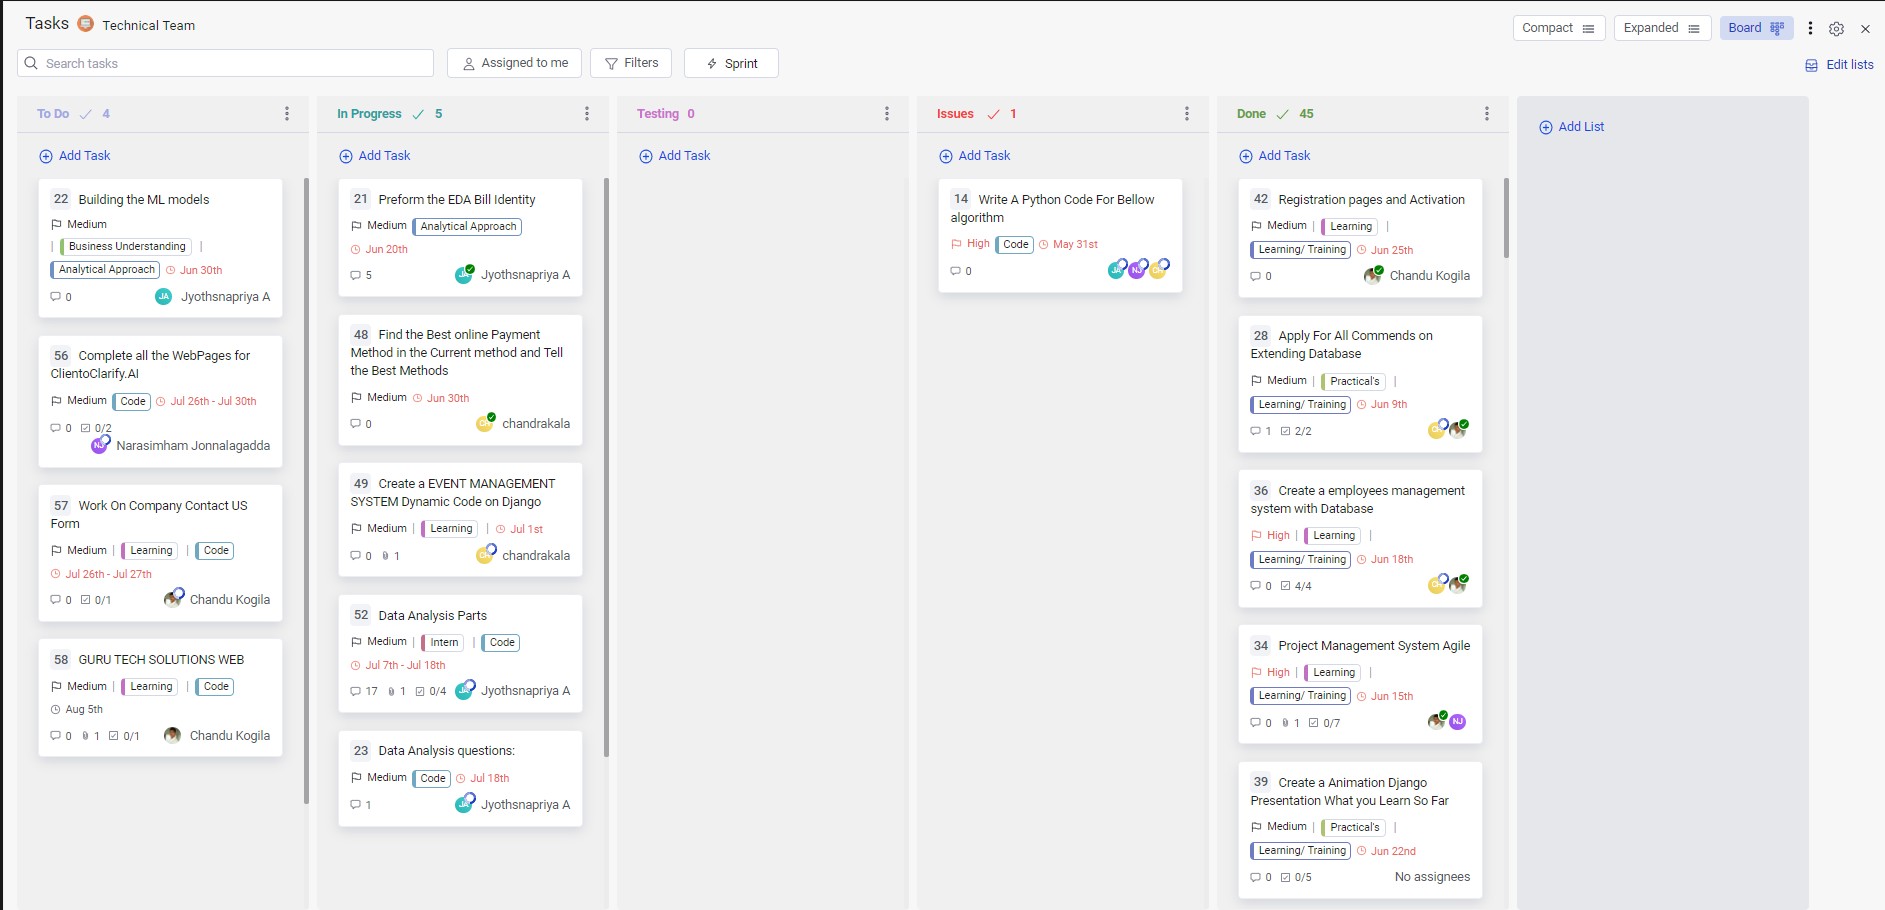 Tasks Technical Team
Compact Expanded Board
Search tasks Assigned to me Filters Sprint
Edit lists
To Do 4
Add Task
22 Building the ML models
Medium
Business Understanding
Analytical Approach Jun 30th
0 JA Jyothsnapriya A
56 Complete all the WebPages for
ClientoClarify.AI
Medium Code Jul 26th - Jul 30th
0 0/2
NJ Narasimham Jonnalagadda
57 Work On Company Contact US
Form
Medium Learning Code
Jul 26th - Jul 27th
0 0/1 Chandu Kogila
58 GURU TECH SOLUTIONS WEB
Medium Learning Code
Aug 5th
0 1 0/1 Chandu Kogila
In Progress 5
Add Task
21 Preform the EDA Bill Identity
Medium Analytical Approach
Jun 20th
5 JA Jyothsnapriya A
48 Find the Best online Payment
Method in the Current method and Tell
the Best Methods
Medium Jun 30th
0 CH chandrakala
49 Create a EVENT MANAGEMENT
SYSTEM Dynamic Code on Django
Medium Learning Jul 1st
0 1 CH chandrakala
52 Data Analysis Parts
Medium Intern Code
Jul 7th - Jul 18th
17 1 0/4 JA Jyothsnapriya A
23 Data Analysis questions:
Medium Code Jul 18th
1 JA Jyothsnapriya A
Testing 0
Add Task
Issues 1
Add Task
14 Write A Python Code For Bellow
algorithm
High Code May 31st
0 JA NJ CH
Done 45
Add Task
42 Registration pages and Activation
Medium Learning
Learning/ Training Jun 25th
0 Chandu Kogila
28 Apply For All Commends on
Extending Database
Medium Practical's
Learning/ Training Jun 9th
1 2/2 CH
36 Create a employees management
system with Database
High Learning
Learning/ Training Jun 18th
0 4/4 CH
34 Project Management System Agile
High Learning
Learning/ Training Jun 15th
0 1 0/7 NJ
39 Create a Animation Django
Presentation What you Learn So Far
Medium Practical's
Learning/ Training Jun 22nd
0 0/5 No assignees
Add List